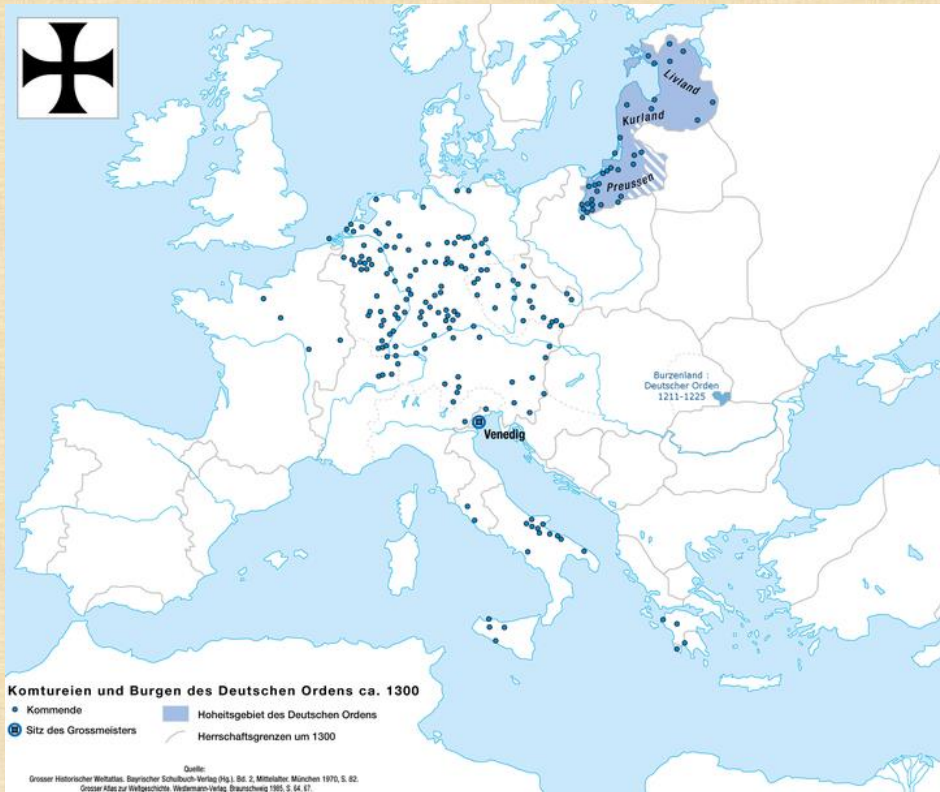 Livland
Kurland
Preussen
Burzenland :
Deutscher Orden
1211-1225
Venedig
Komtureien und Burgen des Deutschen Ordens ca. 1300
Kommende
Hoheitsgebiet des Deutschen Ordens
Sitz des Grossmeisters
Herrschaftsgrenzen um 1300
Quelle:
Grosser Historischer Weltatlas. Bayrischer Schulbuch-Verlag (Hg.). Bd. 2, Mittelalter. München 1970, S. 82.
Grosser Atlas zur Weltgeschichte. Westermann-Verlag. Braunschweig 1985, S. 64, 67.